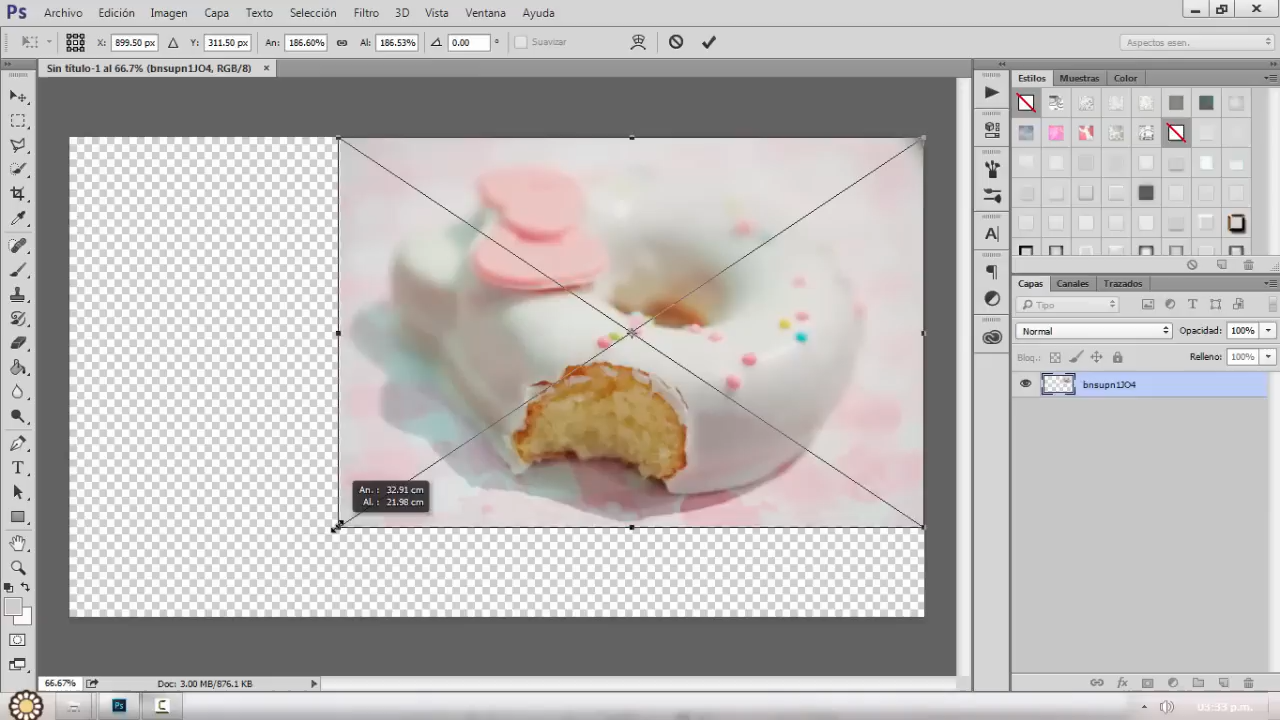 Ps Archivo Edición Imagen Capa Texto Selección Filtro 3D Vista Ventana Ayuda
X: 899.50 px Y: 311.50 px An: 186.60% Al: 186.53% 0.00 ° Suavizar Aspectos esen.
Sin título-1 al 66.7% (bnsupn1JO4, RGB/8) ×
Estilos Muestras Color
Capas Canales Trazados
Tipo
Normal Opacidad: 100%
Bloq.: Relleno: 100%
bnsupn1JO4
An. : 32.91 cm
Al. : 21.98 cm
66.67% Doc: 3.00 MB/876.1 KB
Ps C 03:33 p.m.